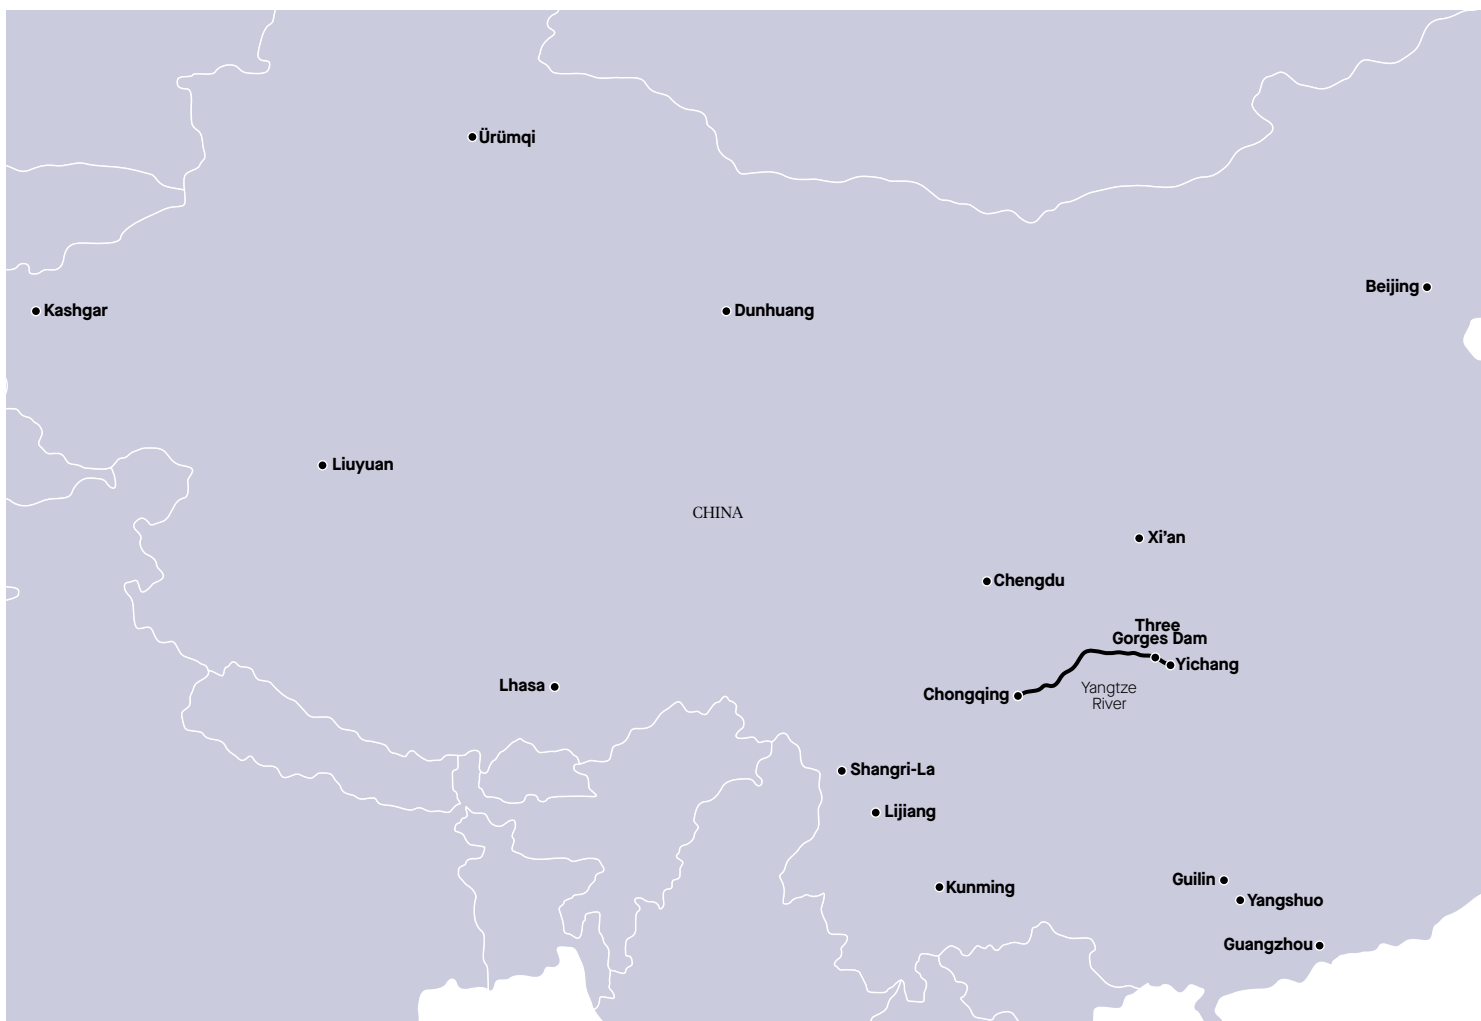 Ürümqi
Beijing
Kashgar
Dunhuang
Liuyuan
CHINA
Xi’an
Chengdu
Three
Gorges Dam
Yichang
Lhasa
Chongqing
Yangtze
River
Shangri-La
Lijiang
Guilin
Kunming
Yangshuo
Guangzhou